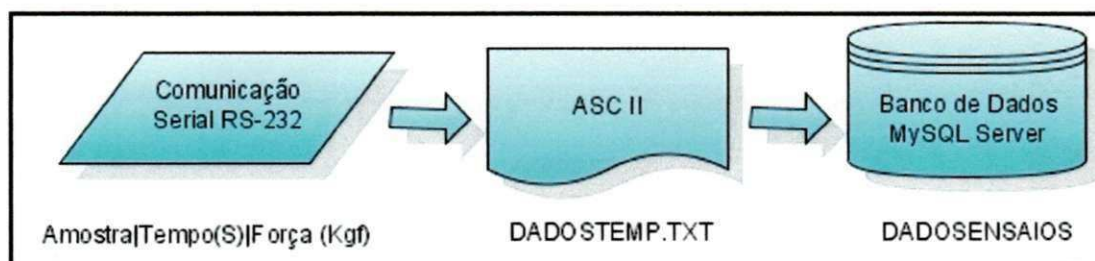 Comunicação
Serial RS-232
ASC II
Banco de Dados
MySQL Server
Amostra|Tempo(S)|Força (Kgf)
DADOSTEMP.TXT
DADOSENSAIOS